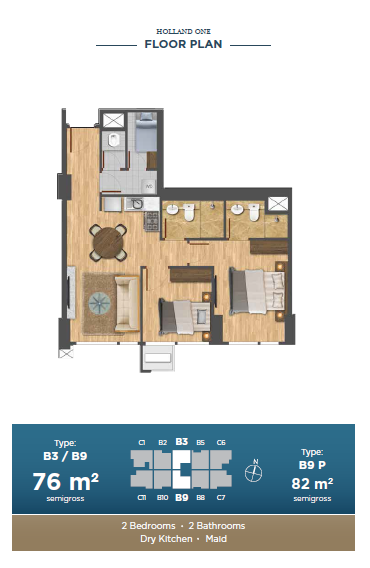 HOLLAND ONE
FLOOR PLAN
Type:
B3 / B9
76 m²
semigross
C1 B2 B3 B5 C6
C11 B10 B9 B8 C7
N
Type:
B9 P
82 m²
semigross
2 Bedrooms • 2 Bathrooms
Dry Kitchen • Maid